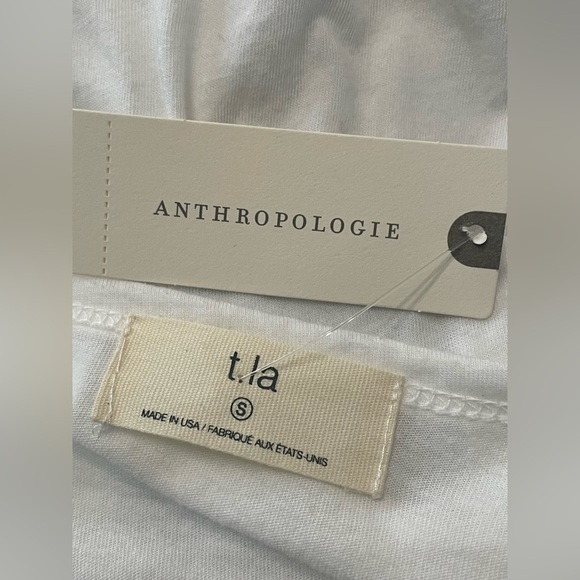 ANTHROPOLOGIE
t.la
S
MADE IN USA / FABRIQUÉ AUX ÉTATS-UNIS